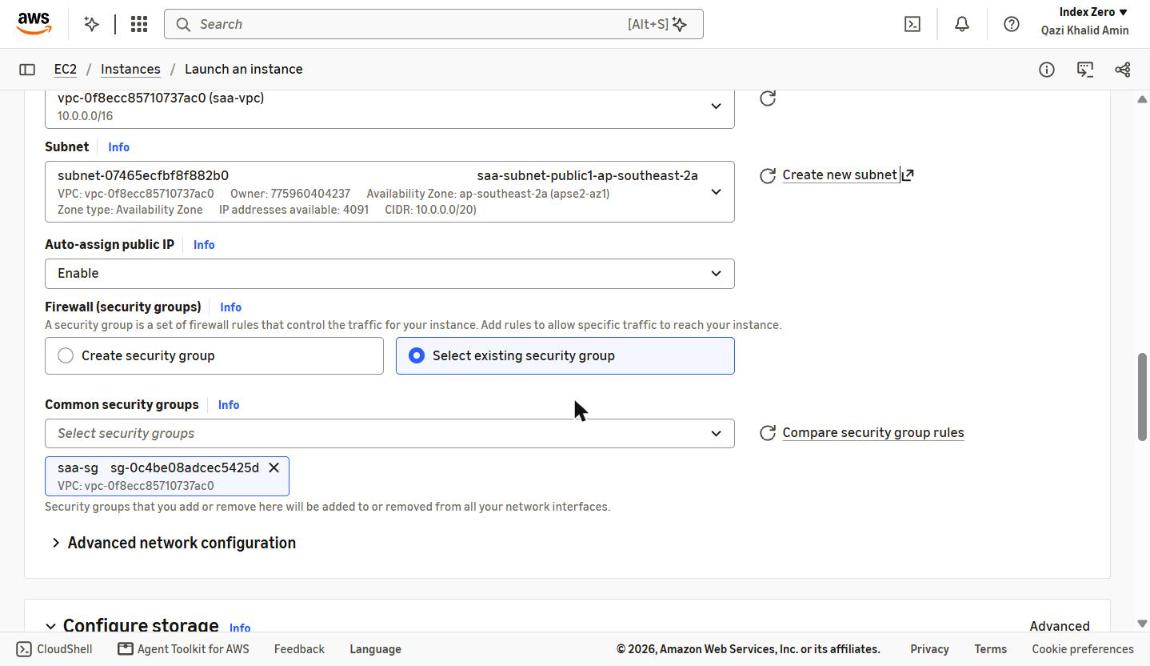 aws
Search [Alt+S]
Index Zero ▼
Qazi Khalid Amin
EC2 / Instances / Launch an instance
vpc-0f8ecc85710737ac0 (saa-vpc)
10.0.0.0/16
Subnet Info
subnet-07465ecfbf8f882b0 saa-subnet-public1-ap-southeast-2a
VPC: vpc-0f8ecc85710737ac0 Owner: 775960404237 Availability Zone: ap-southeast-2a (apse2-az1)
Zone type: Availability Zone IP addresses available: 4091 CIDR: 10.0.0.0/20)
Create new subnet
Auto-assign public IP Info
Enable
Firewall (security groups) Info
A security group is a set of firewall rules that control the traffic for your instance. Add rules to allow specific traffic to reach your instance.
Create security group
Select existing security group
Common security groups Info
Select security groups
Compare security group rules
saa-sg sg-0c4be08adcec5425d
VPC: vpc-0f8ecc85710737ac0
Security groups that you add or remove here will be added to or removed from all your network interfaces.
Advanced network configuration
Configure storage Info
Advanced
CloudShell Agent Toolkit for AWS Feedback Language © 2026, Amazon Web Services, Inc. or its affiliates. Privacy Terms Cookie preferences